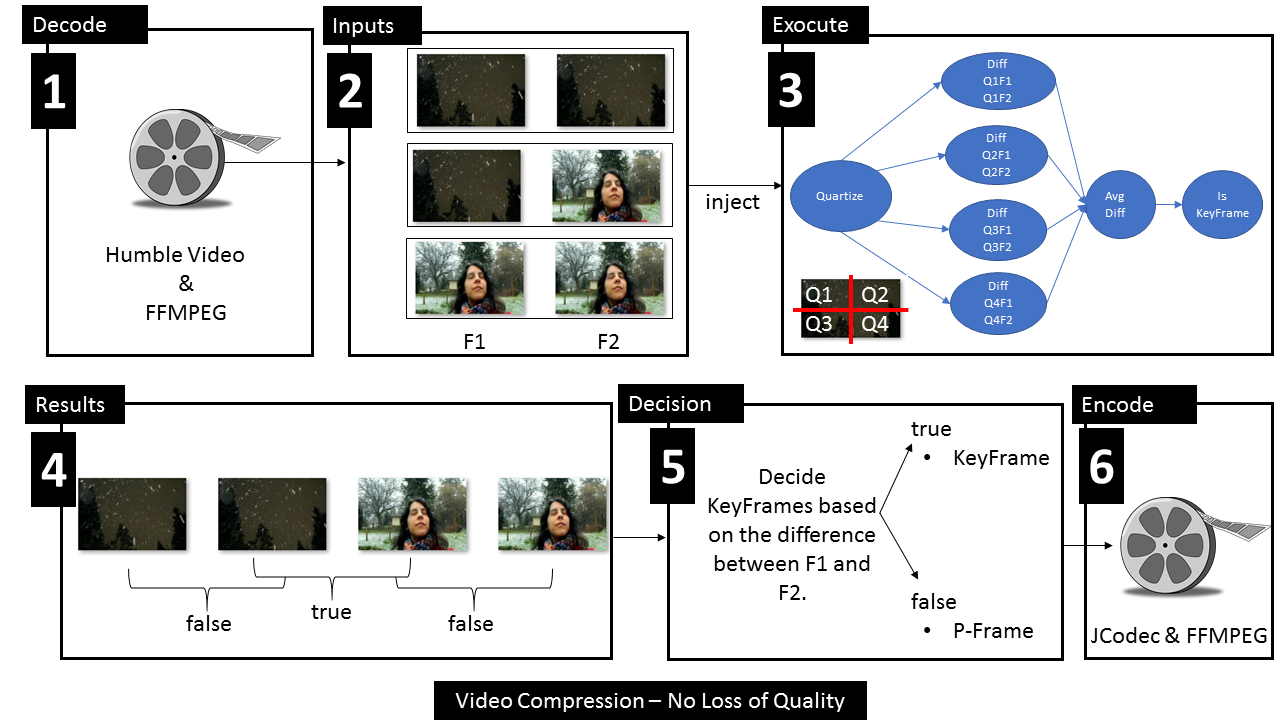 Decode
1
Humble Video
&
FFMPEG
Inputs
2
F1 F2
inject
Exocute
3
Quartize
Diff
Q1F1
Q1F2
Diff
Q2F1
Q2F2
Diff
Q3F1
Q3F2
Diff
Q4F1
Q4F2
Avg
Diff
Is
KeyFrame
Q1 Q2
Q3 Q4
Results
4
false
true
false
Decision
5
Decide
KeyFrames based
on the difference
between F1 and
F2.
true
• KeyFrame
false
• P-Frame
Encode
6
JCodec & FFMPEG
Video Compression – No Loss of Quality